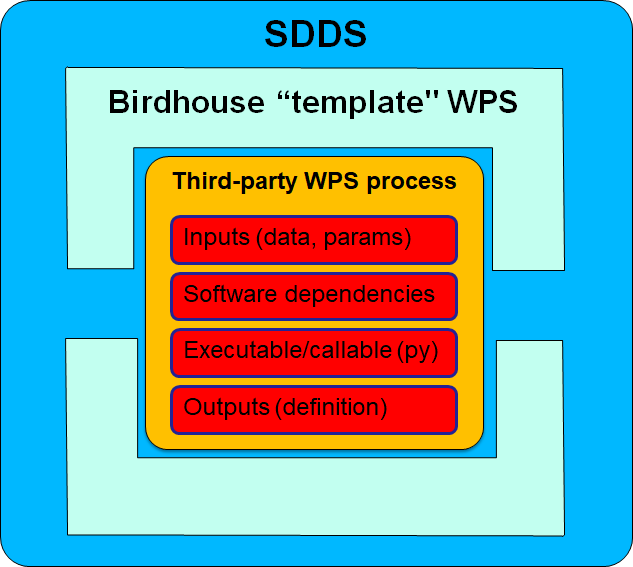 SDDS
Birdhouse “template" WPS
Third-party WPS process
Inputs (data, params)
Software dependencies
Executable/callable (py)
Outputs (definition)